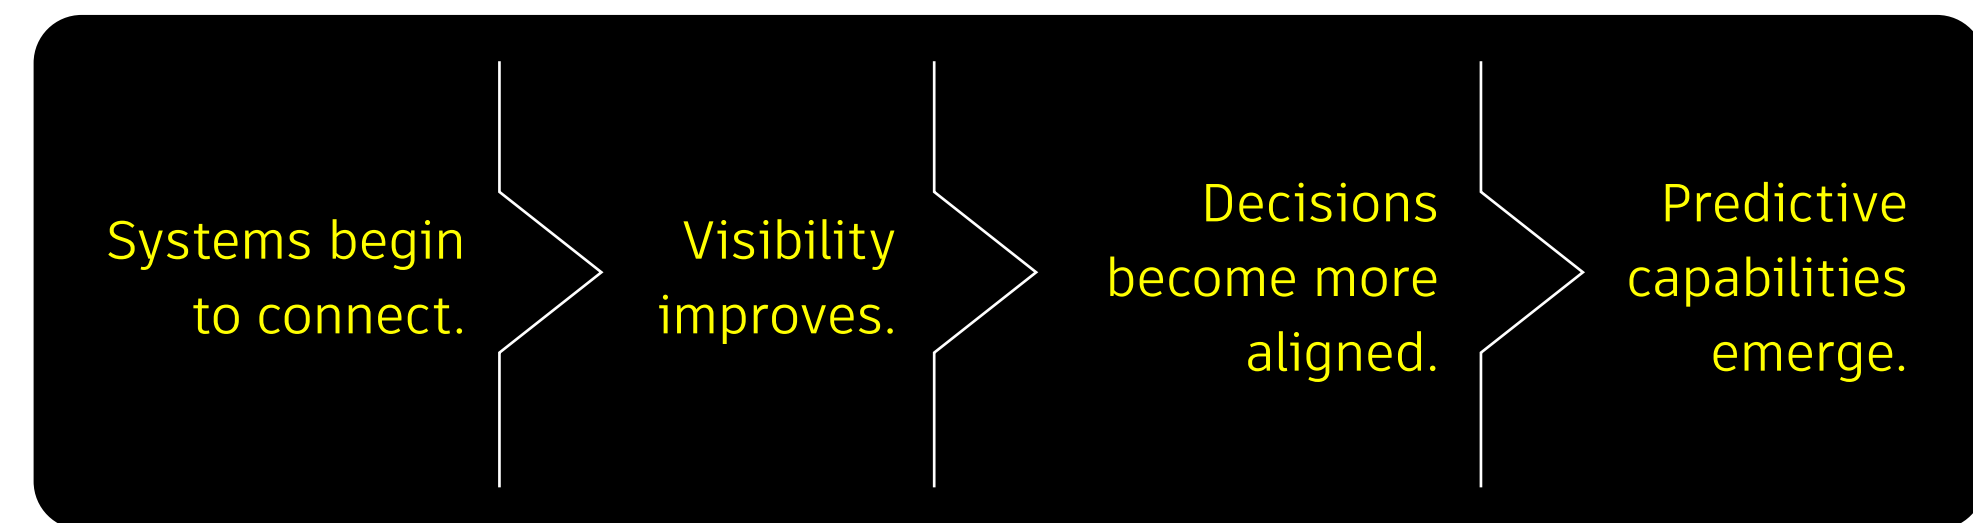 Systems begin
to connect.
Visibility
improves.
Decisions
become more
aligned.
Predictive
capabilities
emerge.